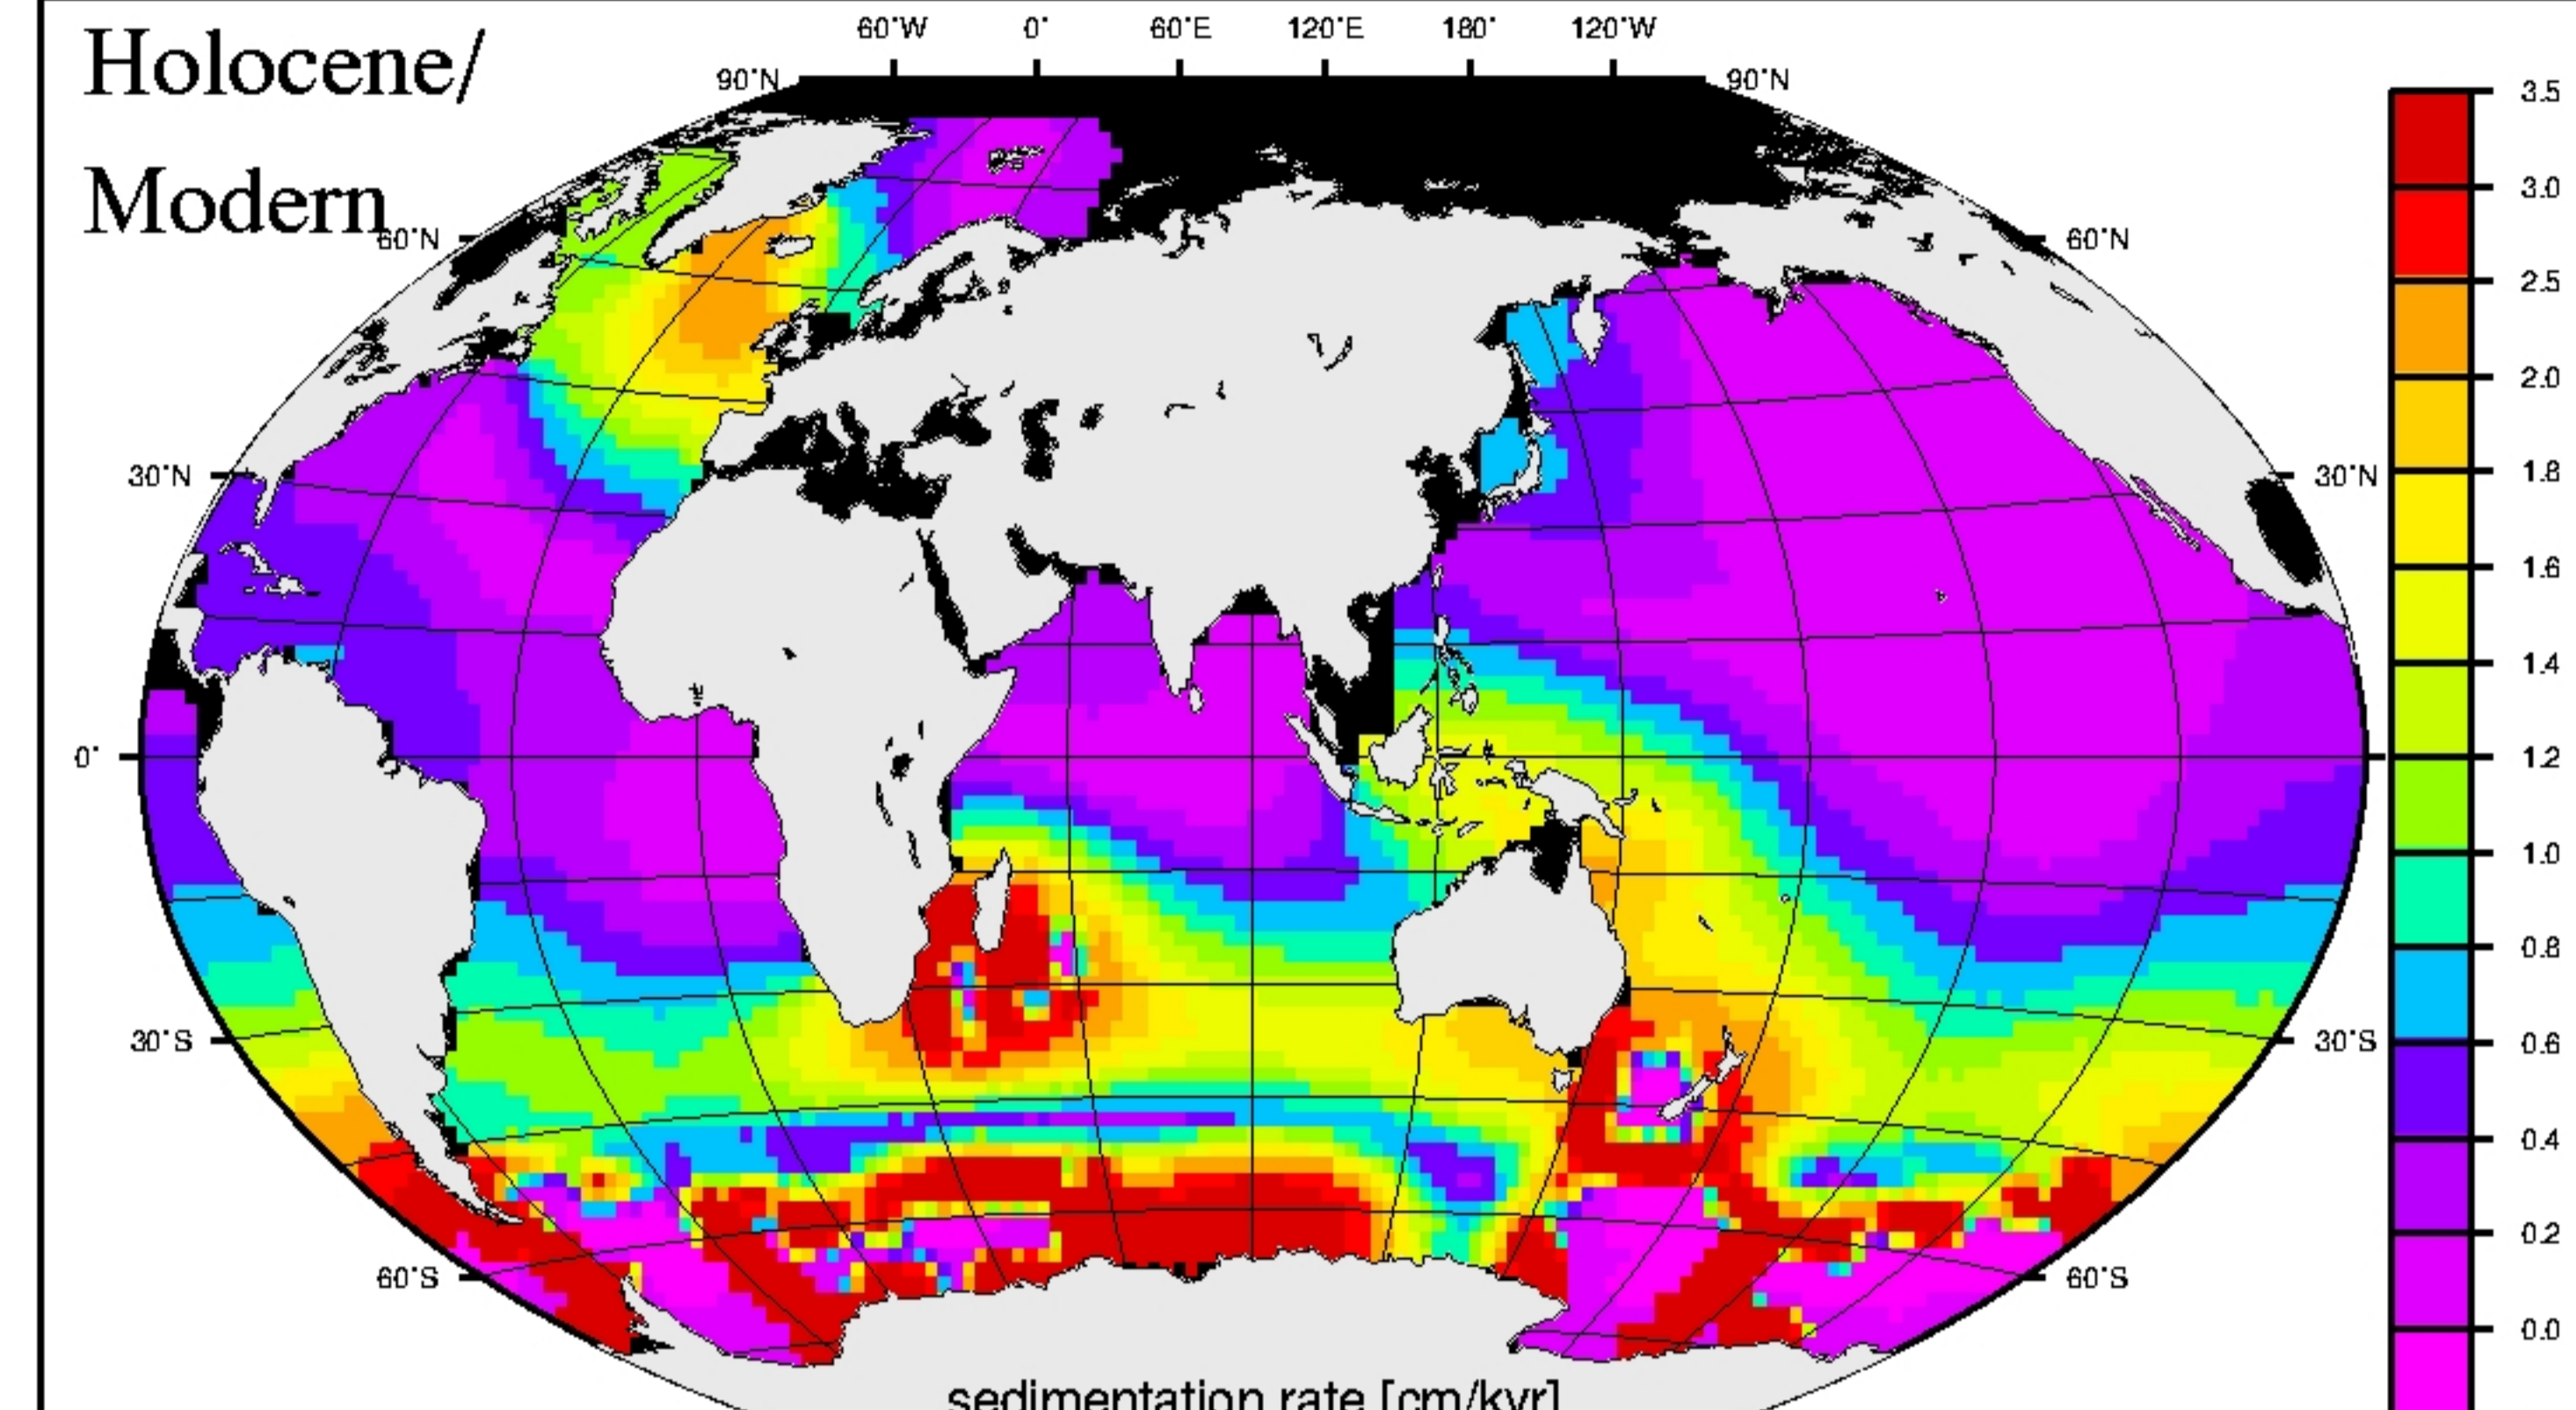 Holocene/
Modern
60°W 0° 60°E 120°E 180° 120°W
90°N 90°N
60°N 60°N
30°N 30°N
0°
30°S 30°S
60°S 60°S
sedimentation rate [cm/kyr]
3.5
3.0
2.5
2.0
1.8
1.6
1.4
1.2
1.0
0.8
0.6
0.4
0.2
0.0